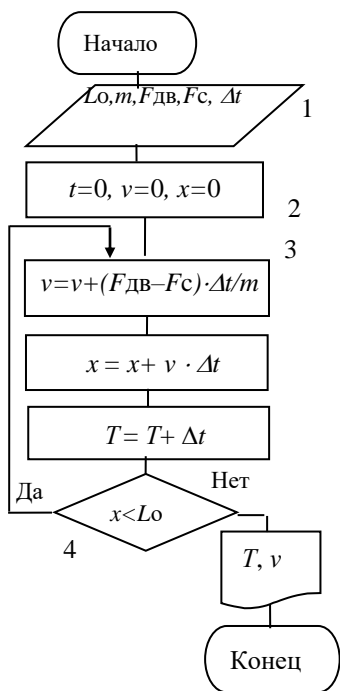 Начало
Lо,m,Fдв,Fс, Δt
1
t=0, v=0, x=0
2
3
v=v+(Fдв–Fс)·Δt/m
x = x+ v · Δt
T = T+ Δt
Да
Нет
x<Lо
4
T, v
Конец